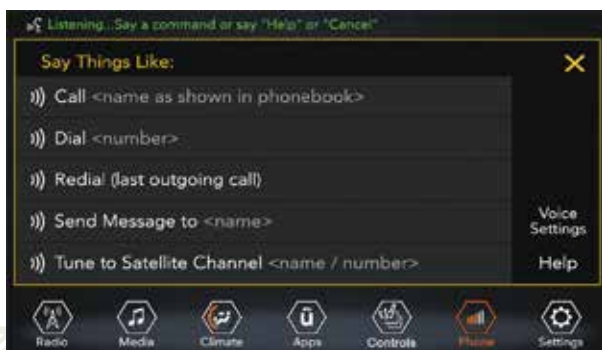 Listening...Say a command or say "Help" or "Cancel"
Say Things Like:
Call <name as shown in phonebook>
Dial <number>
Redial (last outgoing call)
Send Message to <name>
Tune to Satellite Channel <name / number>
Voice
Settings
Help
Radio
Media
Climate
ü
Apps
Controls
Phone
Settings